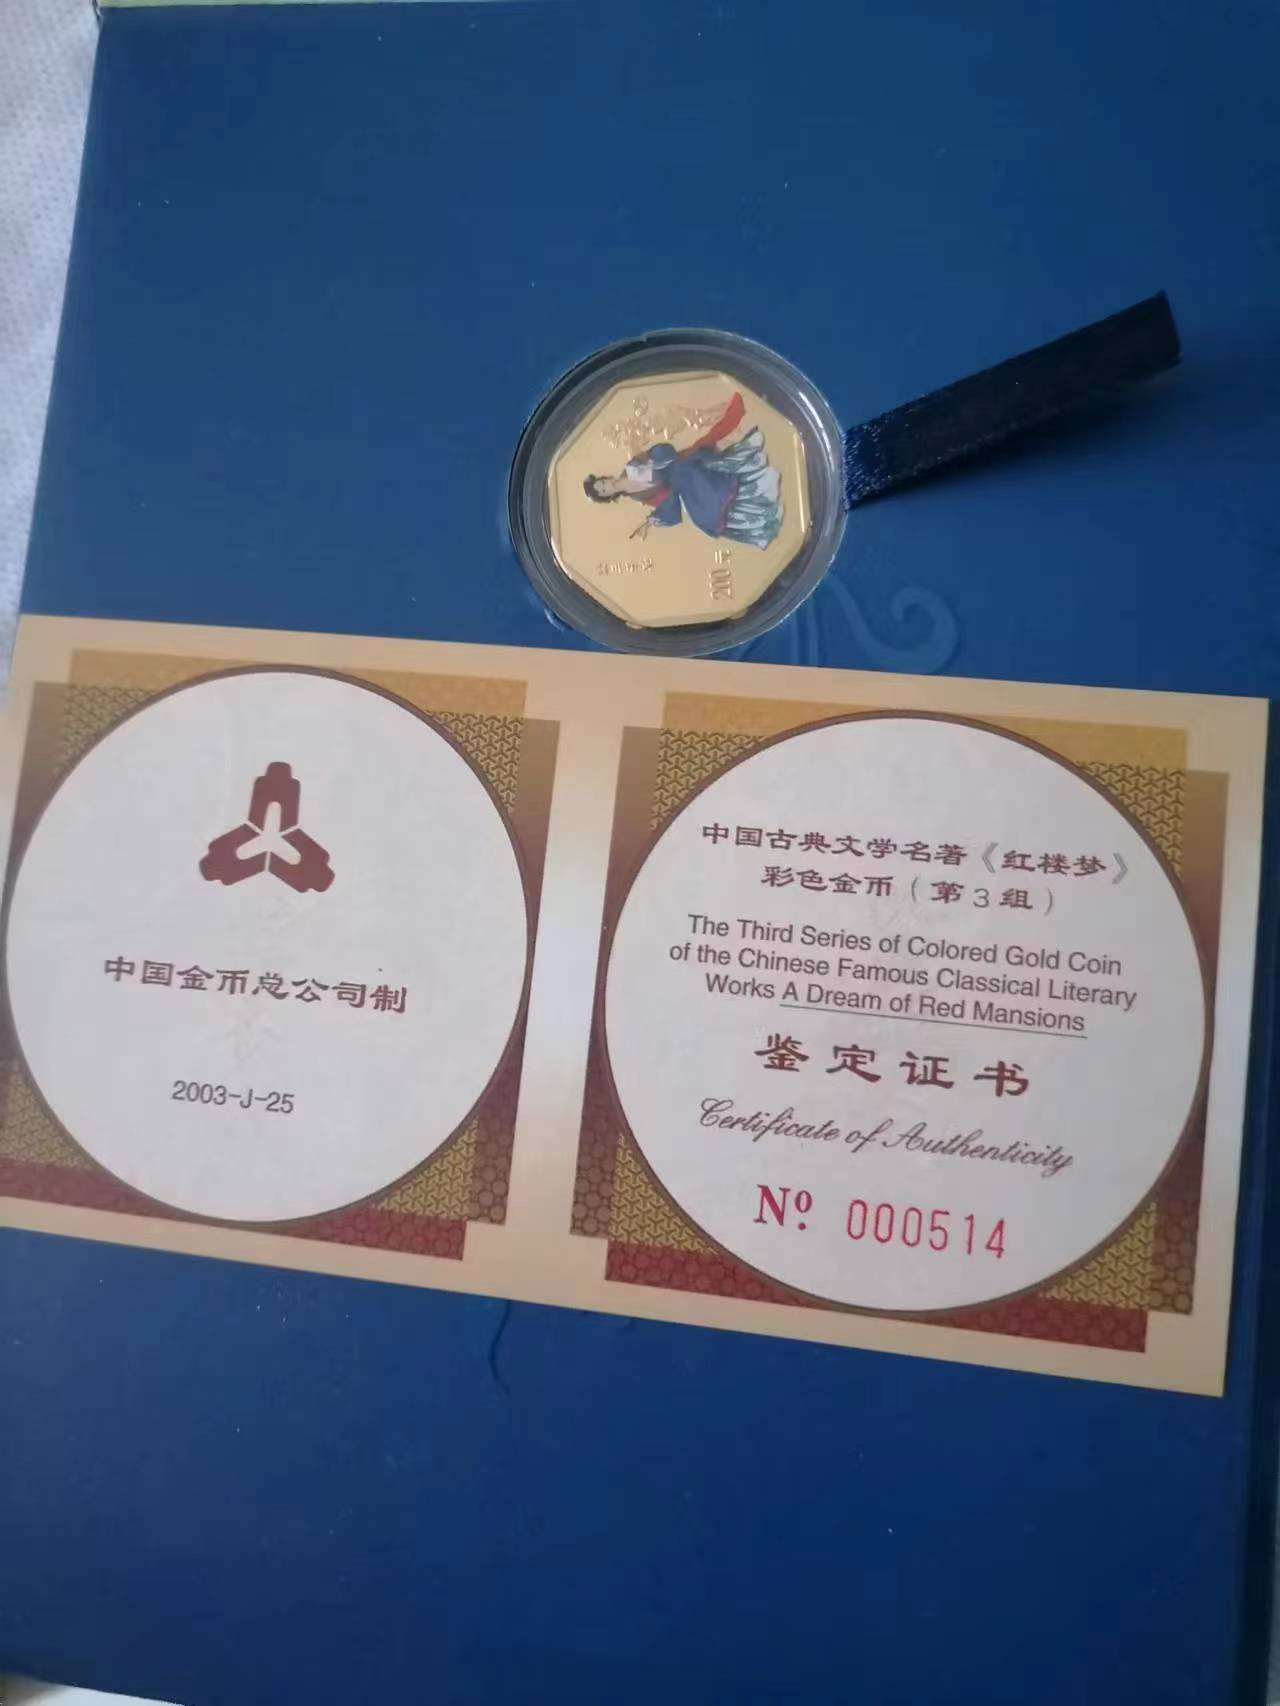 200元
中国金币总公司制
2003-J-25
中国古典文学名著《红楼梦》
彩色金币（第3组）
The Third Series of Colored Gold Coin
of the Chinese Famous Classical Literary
Works A Dream of Red Mansions
鉴定证书
Certificate of Authenticity
Nº. 000514